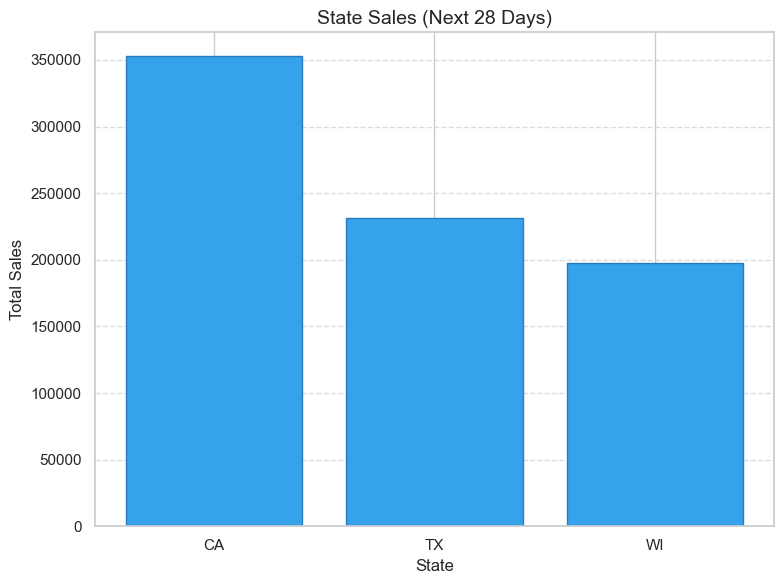 State Sales (Next 28 Days)
Total Sales
350000
300000
250000
200000
150000
100000
50000
0
CA TX WI
State